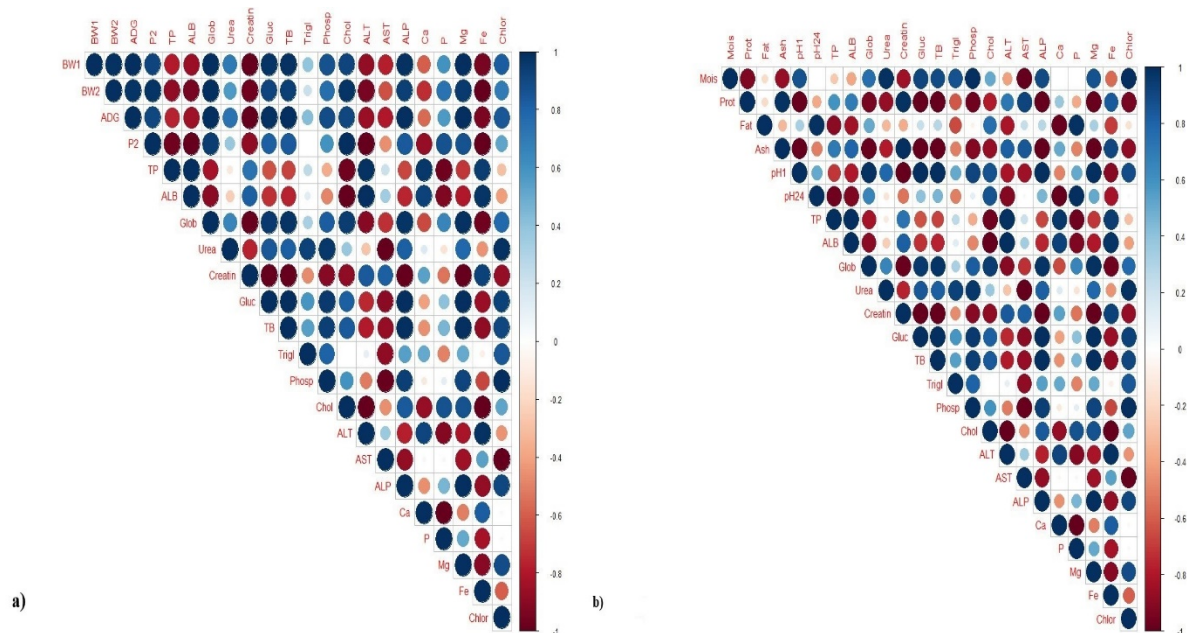 BW1 BW2 ADG P2 TP ALB Glob Urea Creatin Gluc TB Trigl Phosp Chol ALT AST ALP Ca P Mg Fe Chlor
BW1
BW2
ADG
P2
TP
ALB
Glob
Urea
Creatin
Gluc
TB
Trigl
Phosp
Chol
ALT
AST
ALP
Ca
P
Mg
Fe
Chlor
1
0.8
0.6
0.4
0.2
0
-0.2
-0.4
-0.6
-0.8
-1
a)
Mois Prot Fat Ash pH1 pH24 TP ALB Glob Urea Creatin Gluc TB Trigl Phosp Chol ALT AST ALP Ca P Mg Fe Chlor
Mois
Prot
Fat
Ash
pH1
pH24
TP
ALB
Glob
Urea
Creatin
Gluc
TB
Trigl
Phosp
Chol
ALT
AST
ALP
Ca
P
Mg
Fe
Chlor
1
0.8
0.6
0.4
0.2
0
-0.2
-0.4
-0.6
-0.8
-1
b)